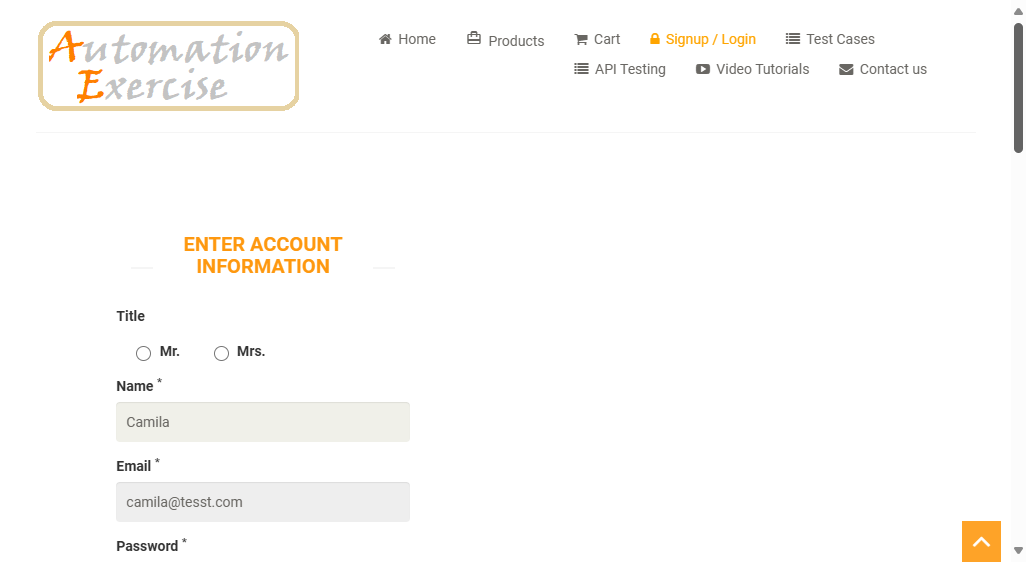 Automation
Exercise
Home Products Cart Signup / Login Test Cases
API Testing Video Tutorials Contact us
ENTER ACCOUNT
INFORMATION
Title
Mr. Mrs.
Name *
Camila
Email *
camila@tesst.com
Password *